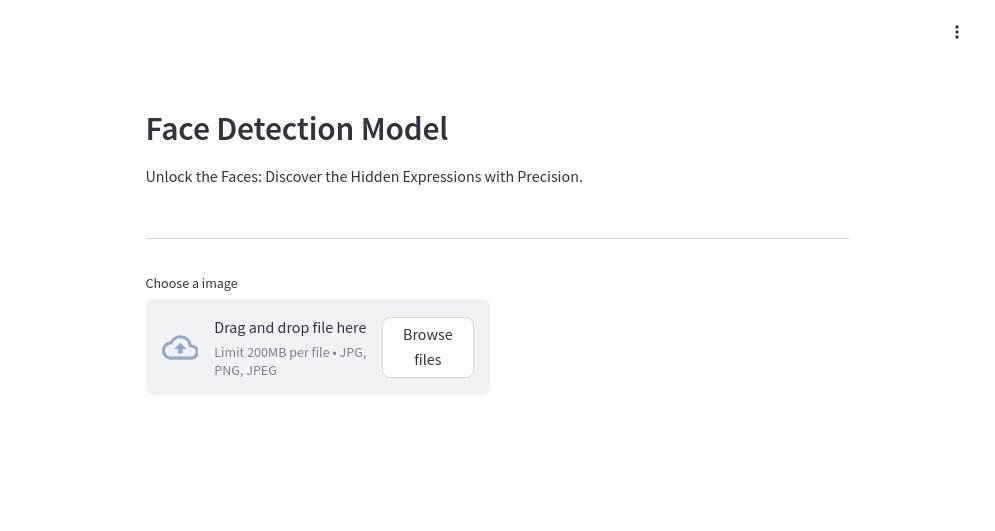 Face Detection Model
Unlock the Faces: Discover the Hidden Expressions with Precision.
Choose a image
Drag and drop file here
Limit 200MB per file • JPG,
PNG, JPEG
Browse
files